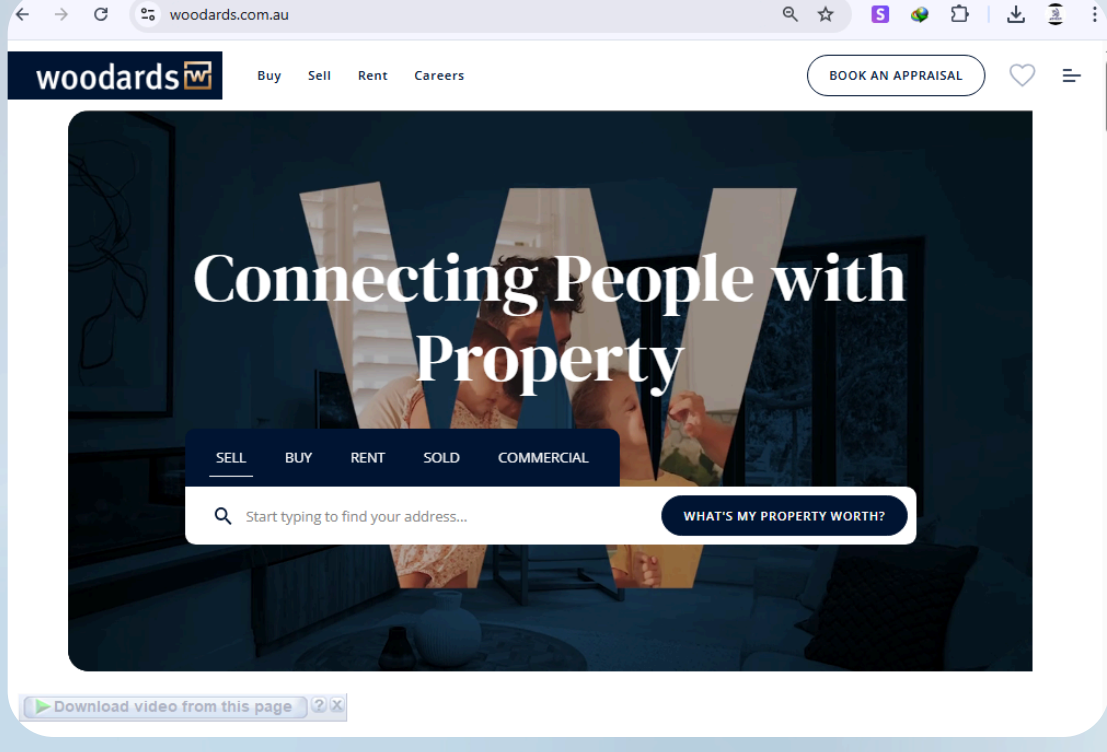 woodards.com.au
S
woodards W
Buy Sell Rent Careers
BOOK AN APPRAISAL
W
Connecting People with
Property
SELL BUY RENT SOLD COMMERCIAL
Start typing to find your address...
WHAT'S MY PROPERTY WORTH?
Download video from this page ? X